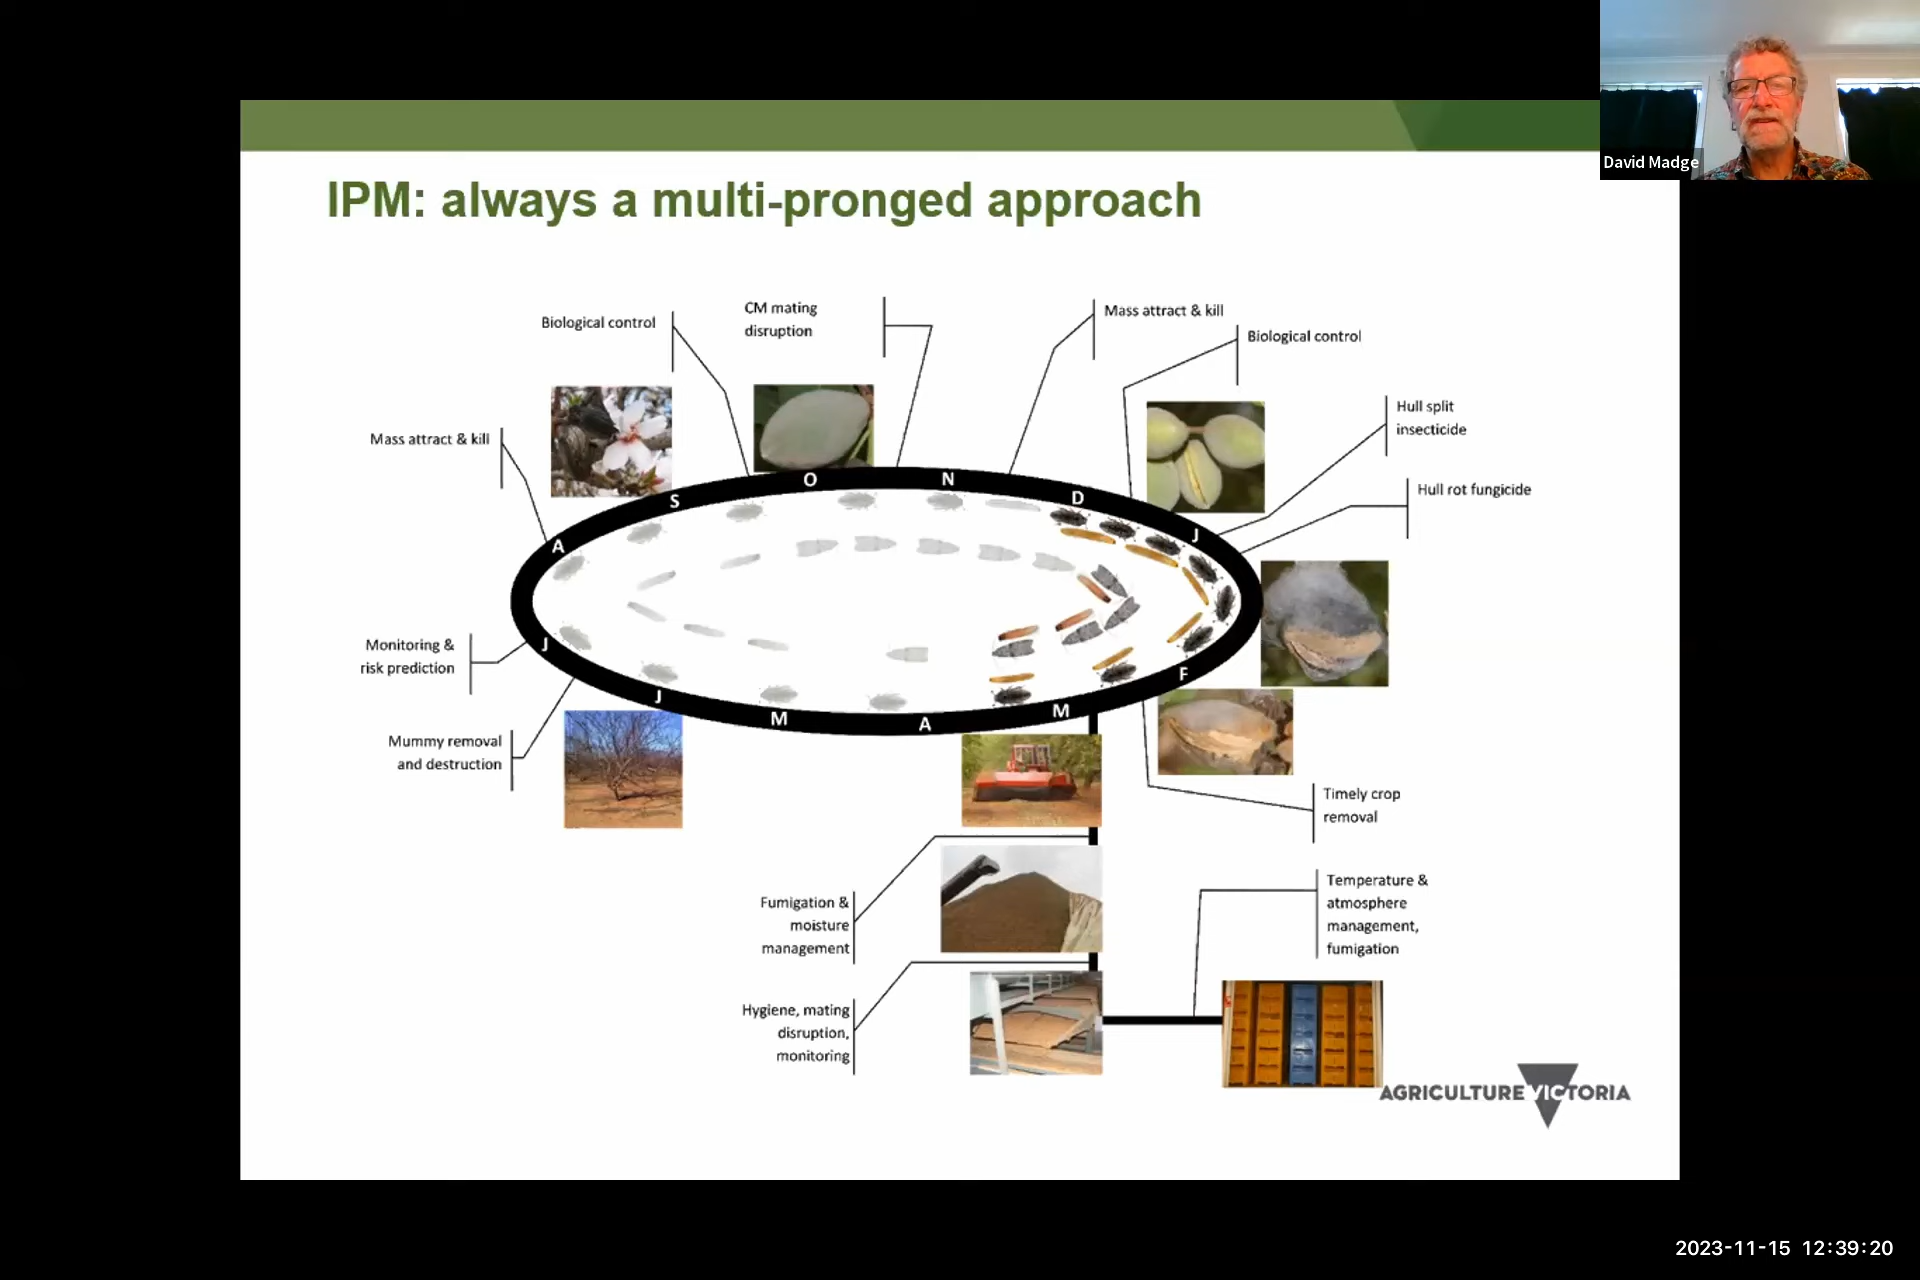 David Madge
IPM: always a multi-pronged approach
Biological control
CM mating
disruption
Mass attract & kill
Biological control
Hull split
insecticide
Mass attract & kill
Hull rot fungicide
O
N
S
D
A
J
J
F
J
M
M
A
Monitoring &
risk prediction
Mummy removal
and destruction
Timely crop
removal
Fumigation &
moisture
management
Temperature &
atmosphere
management,
fumigation
Hygiene, mating
disruption,
monitoring
AGRICULTURE VICTORIA
2023-11-15 12:39:20